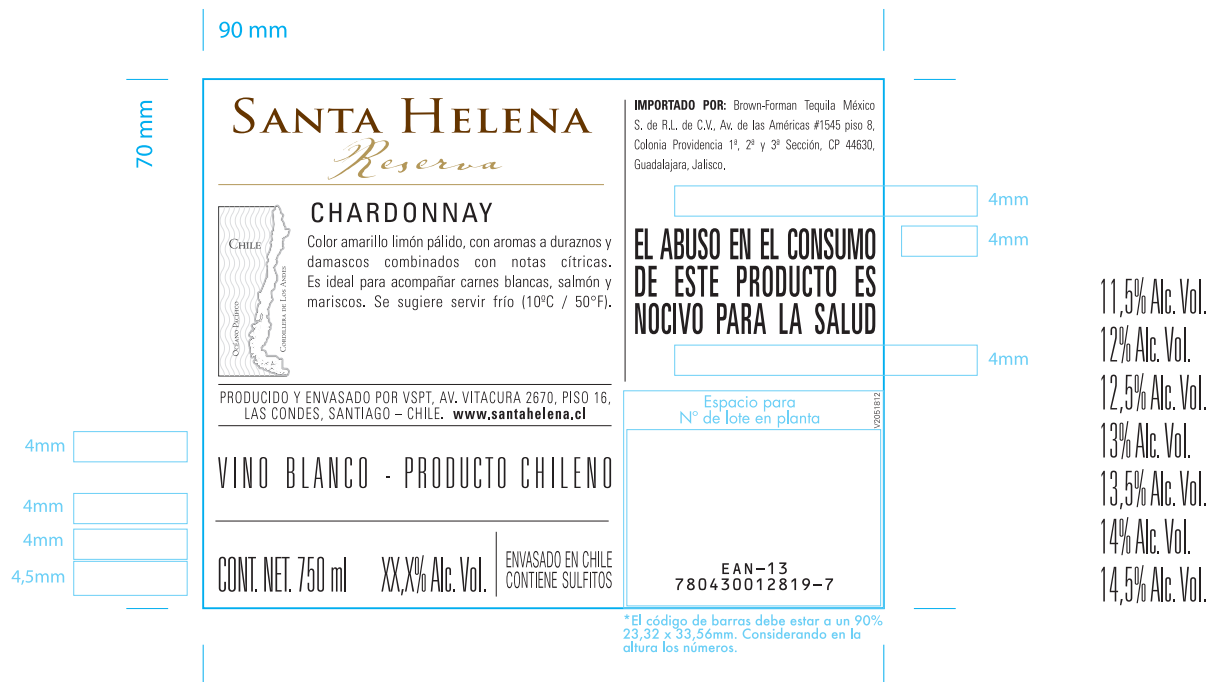 90 mm
70 mm
SANTA HELENA
Reserva
CHILE
OCÉANO PACÍFICO
CORDILLERA DE LOS ANDES
CHARDONNAY
Color amarillo limón pálido, con aromas a duraznos y
damascos combinados con notas cítricas.
Es ideal para acompañar carnes blancas, salmón y
mariscos. Se sugiere servir frío (10ºC / 50°F).
PRODUCIDO Y ENVASADO POR VSPT, AV. VITACURA 2670, PISO 16,
LAS CONDES, SANTIAGO – CHILE. www.santahelena.cl
VINO BLANCO - PRODUCTO CHILENO
CONT. NET. 750 ml
XX,X% Alc. Vol.
ENVASADO EN CHILE
CONTIENE SULFITOS
4mm
4mm
4mm
4,5mm
IMPORTADO POR: Brown-Forman Tequila México
S. de R.L. de C.V., Av. de las Américas #1545 piso 8,
Colonia Providencia 1ª, 2ª y 3ª Sección, CP 44630,
Guadalajara, Jalisco,
EL ABUSO EN EL CONSUMO
DE ESTE PRODUCTO ES
NOCIVO PARA LA SALUD
4mm
4mm
4mm
Espacio para
N° de lote en planta
V2051812
EAN-13
780430012819-7
*El código de barras debe estar a un 90%
23,32 x 33,56mm. Considerando en la
altura los números.
11,5% Alc. Vol.
12% Alc. Vol.
12,5% Alc. Vol.
13% Alc. Vol.
13,5% Alc. Vol.
14% Alc. Vol.
14,5% Alc. Vol.